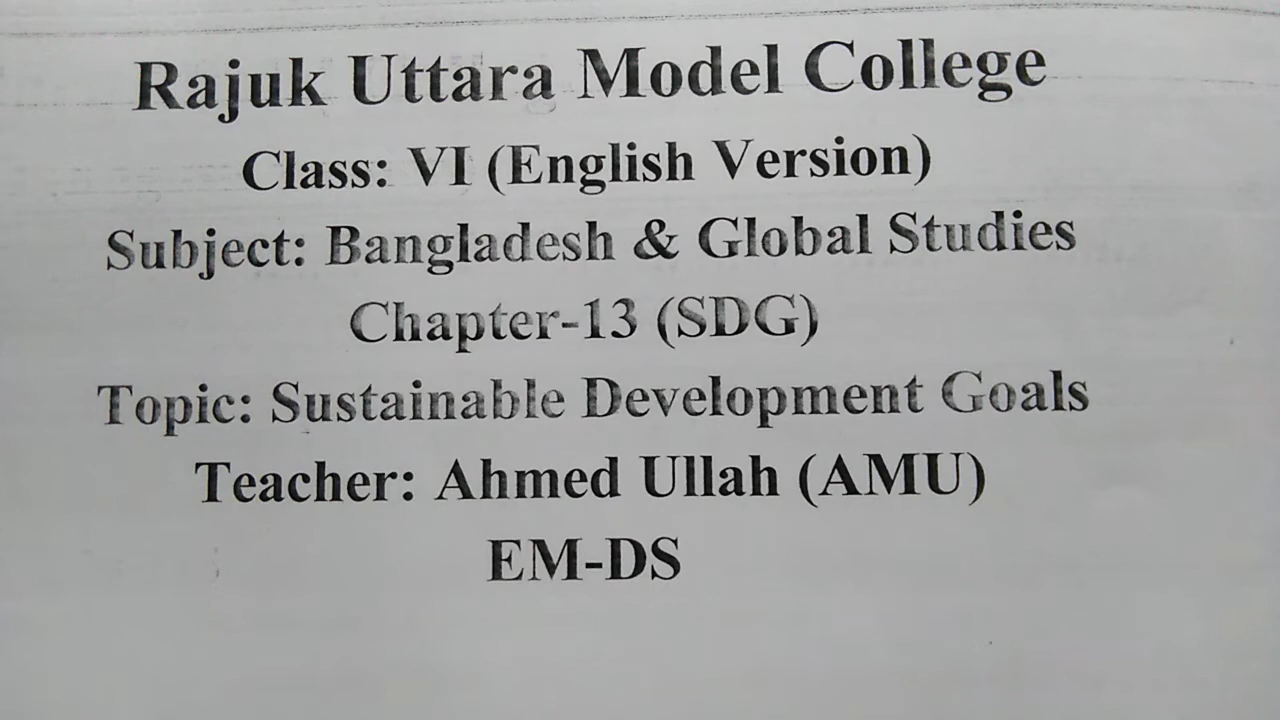 Rajuk Uttara Model College
Class: VI (English Version)
Subject: Bangladesh & Global Studies
Chapter-13 (SDG)
Topic: Sustainable Development Goals
Teacher: Ahmed Ullah (AMU)
EM-DS